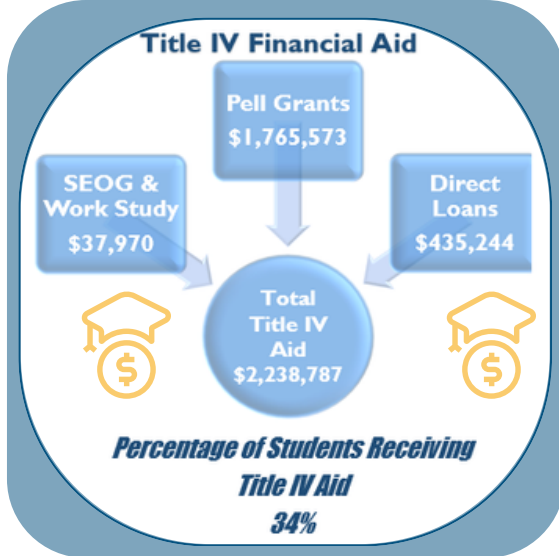 Title IV Financial Aid
Pell Grants
$1,765,573
SEOG &
Work Study
$37,970
Direct
Loans
$435,244
Total
Title IV
Aid
$2,238,787
$
$
Percentage of Students Receiving
Title IV Aid
34%